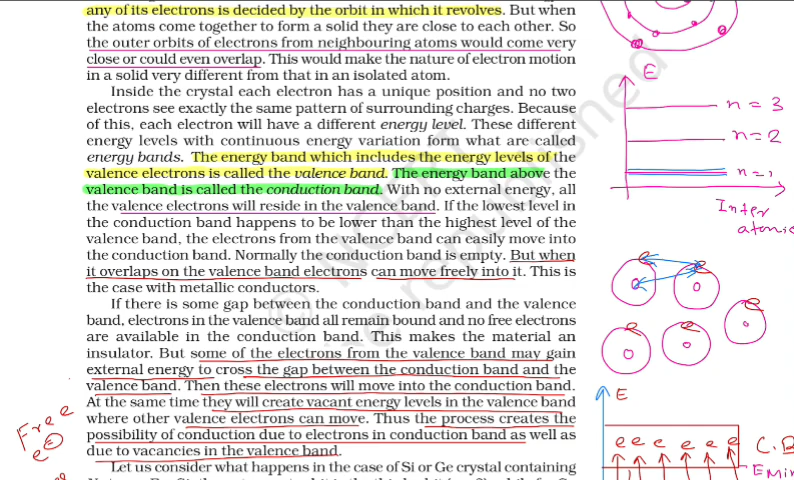 any of its electrons is decided by the orbit in which it revolves. But when
the atoms come together to form a solid they are close to each other. So
the outer orbits of electrons from neighbouring atoms would come very
close or could even overlap. This would make the nature of electron motion
in a solid very different from that in an isolated atom.
Inside the crystal each electron has a unique position and no two
electrons see exactly the same pattern of surrounding charges. Because
of this, each electron will have a different energy level. These different
energy levels with continuous energy variation form what are called
energy bands. The energy band which includes the energy levels of the
valence electrons is called the valence band. The energy band above the
valence band is called the conduction band. With no external energy, all
the valence electrons will reside in the valence band. If the lowest level in
the conduction band happens to be lower than the highest level of the
valence band, the electrons from the valence band can easily move into
the conduction band. Normally the conduction band is empty. But when
it overlaps on the valence band electrons can move freely into it. This is
the case with metallic conductors.
If there is some gap between the conduction band and the valence
band, electrons in the valence band all remain bound and no free electrons
are available in the conduction band. This makes the material an
insulator. But some of the electrons from the valence band may gain
external energy to cross the gap between the conduction band and the
valence band. Then these electrons will move into the conduction band.
At the same time they will create vacant energy levels in the valence band
where other valence electrons can move. Thus the process creates the
possibility of conduction due to electrons in conduction band as well as
due to vacancies in the valence band.
Let us consider what happens in the case of Si or Ge crystal containing
Free e
e
E
n = 3
n = 2
n = 1
Inter
atomic
e e
e e e
E
e e e e e e C.B
E min